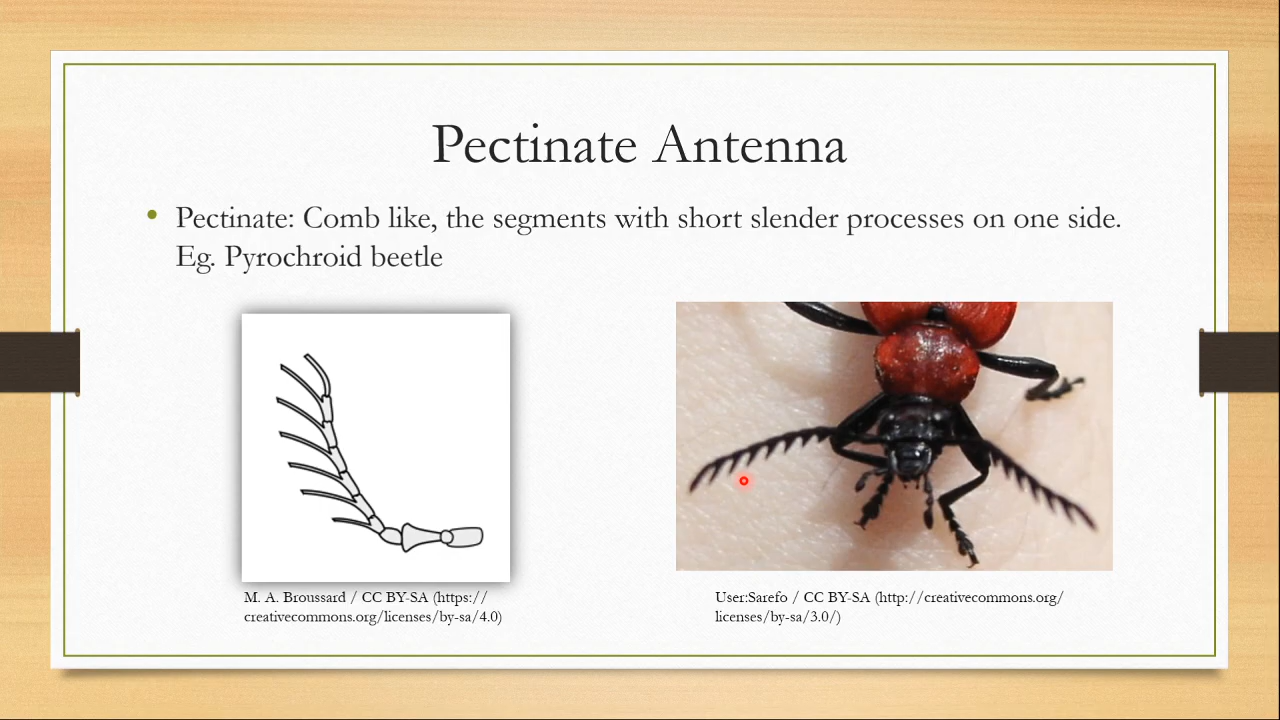 Pectinate Antenna
Pectinate: Comb like, the segments with short slender processes on one side.
Eg. Pyrochroid beetle
M. A. Broussard / CC BY-SA (https://
creativecommons.org/licenses/by-sa/4.0)
User:Sarefo / CC BY-SA (http://creativecommons.org/
licenses/by-sa/3.0/)